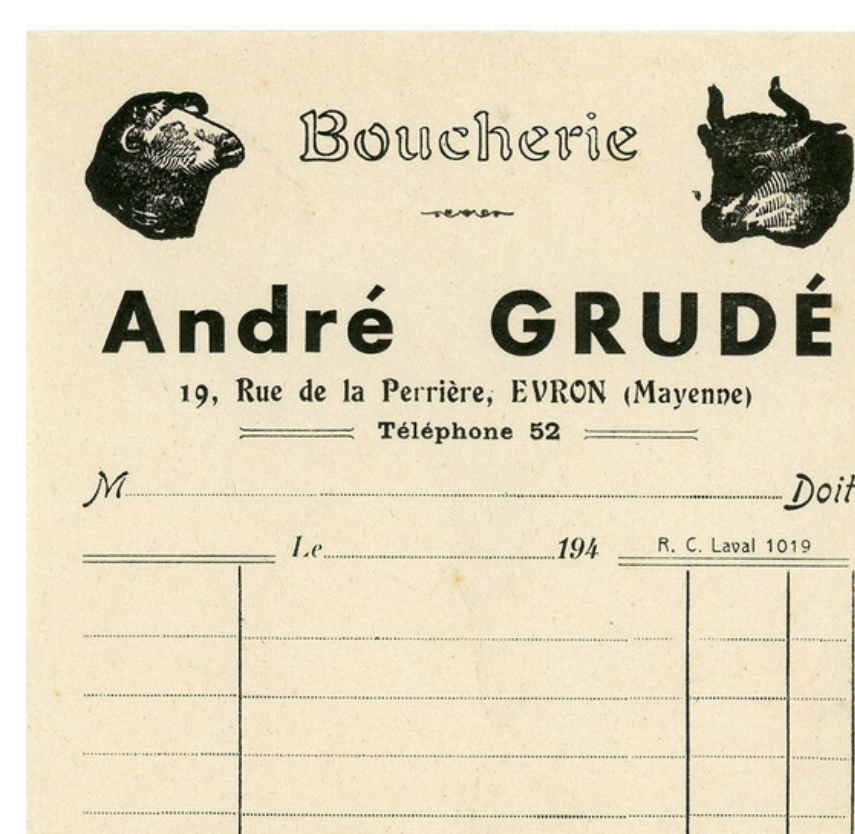 Boucherie
André GRUDÉ
19, Rue de la Perrière, EVRON (Mayenne)
Téléphone 52
M Doit
Le 194
R. C. Laval 1019